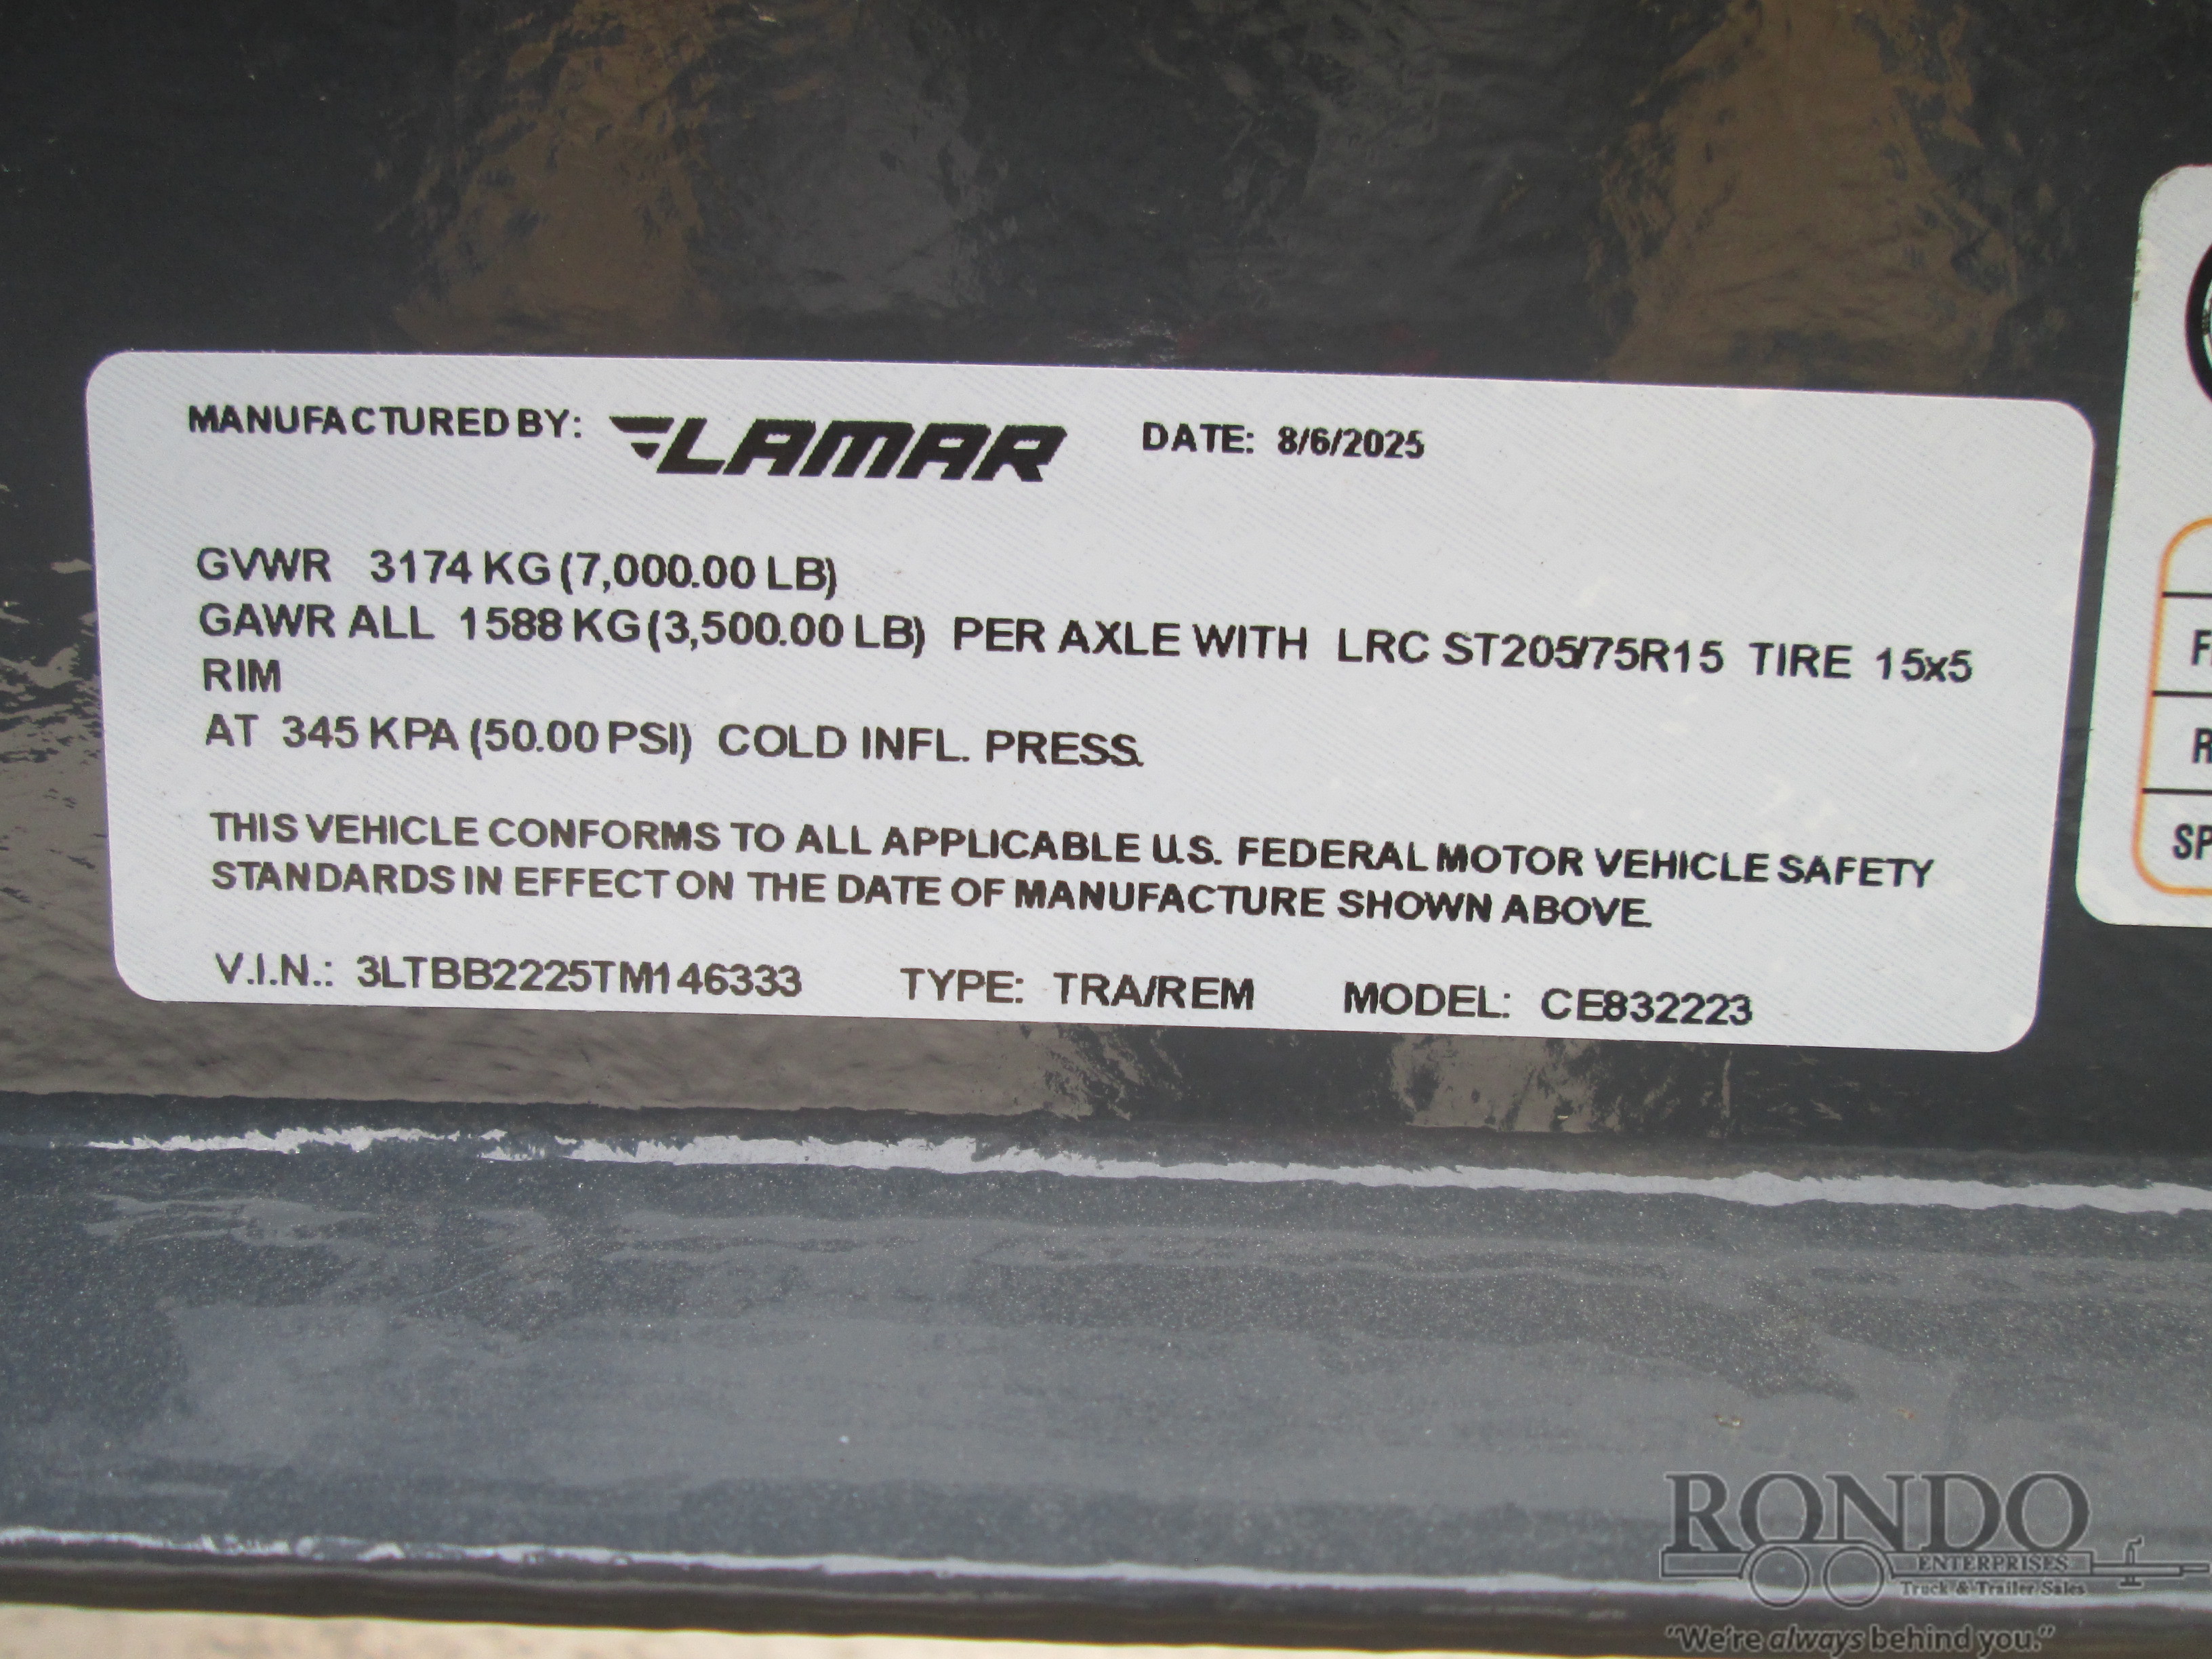 MANUFACTURED BY: LAMAR DATE: 8/6/2025
GVWR 3174 KG (7,000.00 LB)
GAWR ALL 1588 KG (3,500.00 LB) PER AXLE WITH LRC ST205/75R15 TIRE 15x5
RIM
AT 345 KPA (50.00 PSI) COLD INFL. PRESS.
THIS VEHICLE CONFORMS TO ALL APPLICABLE U.S. FEDERAL MOTOR VEHICLE SAFETY
STANDARDS IN EFFECT ON THE DATE OF MANUFACTURE SHOWN ABOVE.
V.I.N.: 3LTBB2225TM146333 TYPE: TRA/REM MODEL: CE832223
RONDO
ENTERPRISES
Truck & Trailer Sales
"We're always behind you."